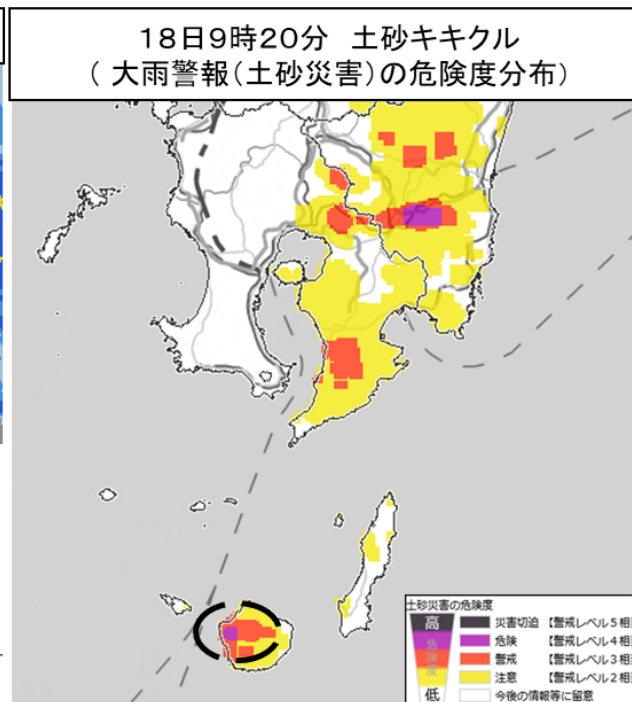 18日9時20分 土砂キキクル
( 大雨警報(土砂災害)の危険度分布)
土砂災害の危険度
高
危険度
低
災害切迫 【警戒レベル5相
危険 【警戒レベル4相
警戒 【警戒レベル3相
注意 【警戒レベル2相
今後の情報等に留意